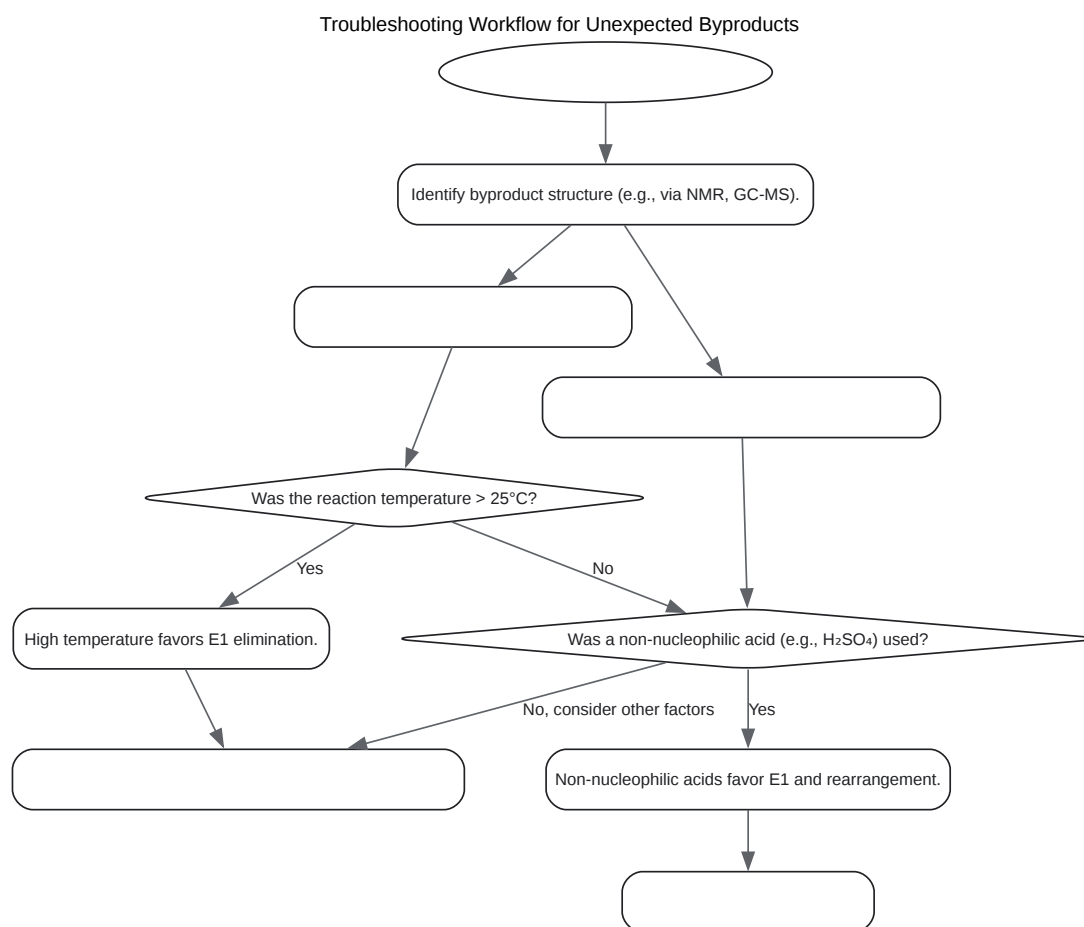 Troubleshooting Workflow for Unexpected Byproducts
Identify byproduct structure (e.g., via NMR, GC-MS).
Was the reaction temperature > 25°C?
Yes
No
High temperature favors E1 elimination.
Was a non-nucleophilic acid (e.g., H₂SO₄) used?
No, consider other factors
Yes
Non-nucleophilic acids favor E1 and rearrangement.